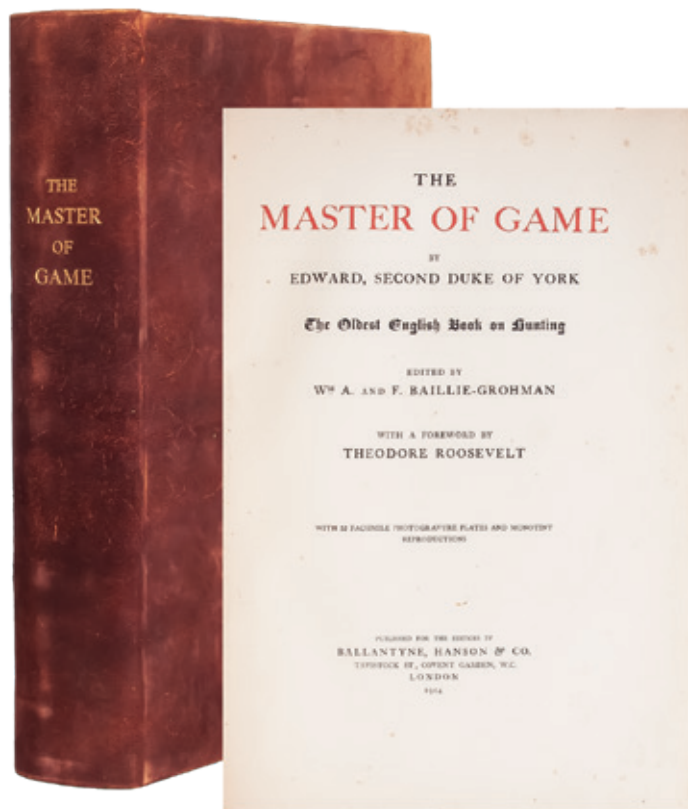 THE
MASTER
OF
GAME
THE
MASTER OF GAME
BY
EDWARD, SECOND DUKE OF YORK
The Oldest English Book on Hunting
EDITED BY
Wᴹ A. AND F. BAILLIE-GROHMAN
WITH A FOREWORD BY
THEODORE ROOSEVELT
WITH 52 FACSIMILE PHOTOGRAVURE PLATES AND MONOTINT
REPRODUCTIONS
PUBLISHED FOR THE EDITORS BY
BALLANTYNE, HANSON & CO.
TAVISTOCK ST., COVENT GARDEN, W.C.
LONDON
1904